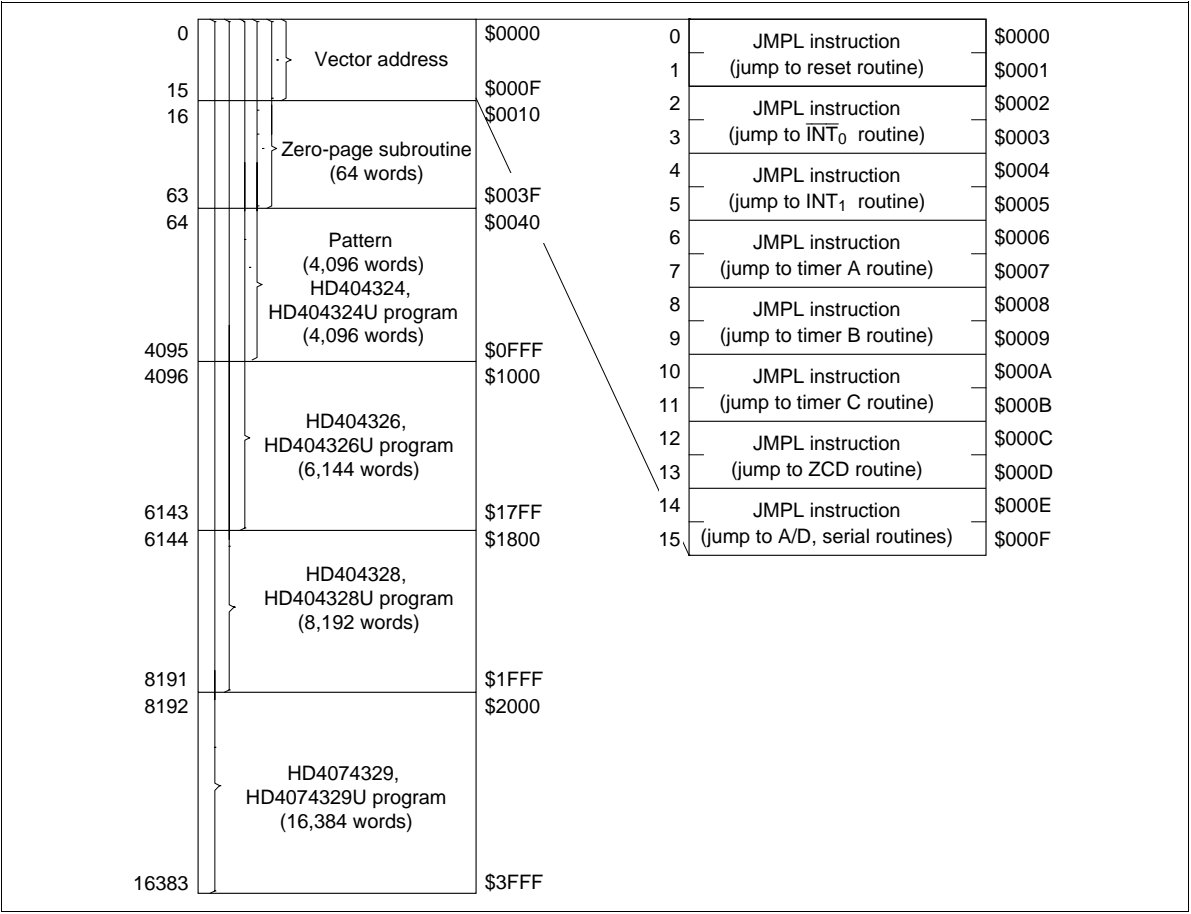 0 $0000
Vector address
15 $000F
16 $0010
Zero-page subroutine
(64 words)
63 $003F
64 $0040
Pattern
(4,096 words)
HD404324,
HD404324U program
(4,096 words)
4095 $0FFF
4096 $1000
HD404326,
HD404326U program
(6,144 words)
6143 $17FF
6144 $1800
HD404328,
HD404328U program
(8,192 words)
8191 $1FFF
8192 $2000
HD4074329,
HD4074329U program
(16,384 words)
16383 $3FFF
0 JMPL instruction $0000
1 (jump to reset routine) $0001
2 JMPL instruction $0002
3 (jump to I̅N̅T̅0 routine) $0003
4 JMPL instruction $0004
5 (jump to INT1 routine) $0005
6 JMPL instruction $0006
7 (jump to timer A routine) $0007
8 JMPL instruction $0008
9 (jump to timer B routine) $0009
10 JMPL instruction $000A
11 (jump to timer C routine) $000B
12 JMPL instruction $000C
13 (jump to ZCD routine) $000D
14 JMPL instruction $000E
15 (jump to A/D, serial routines) $000F